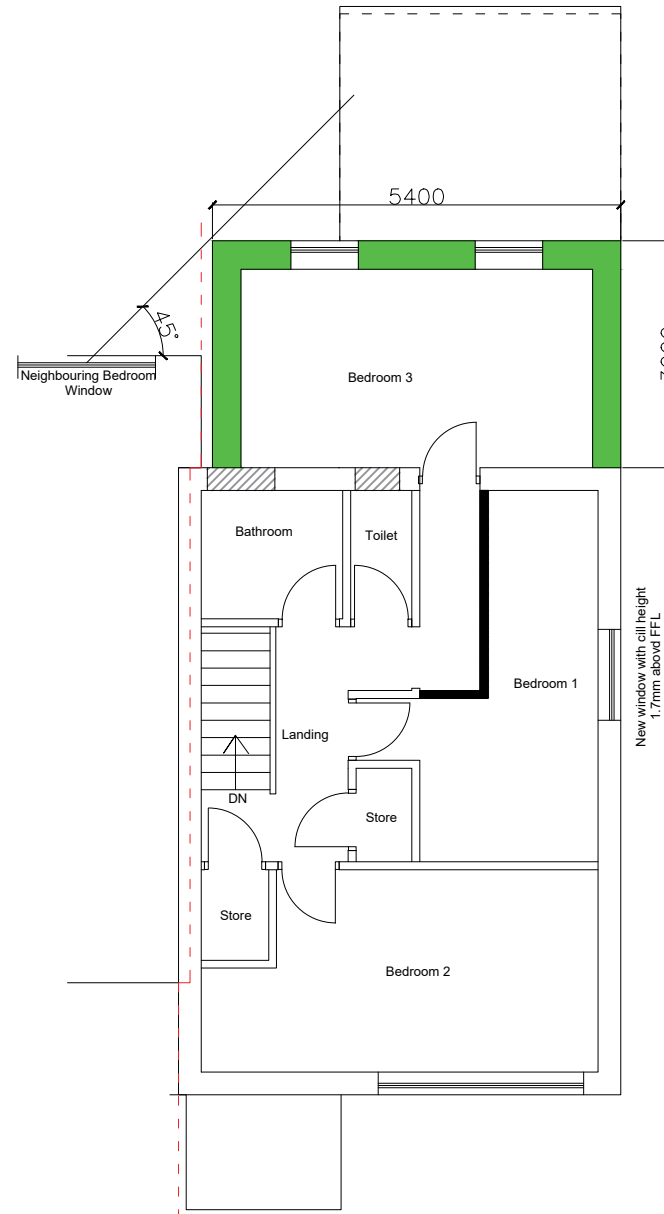 5400
45°
Neighbouring Bedroom
Window
Bedroom 3
Bathroom
Toilet
New window with cill height
1.7mm abovd FFL
Bedroom 1
Landing
DN
Store
Store
Bedroom 2